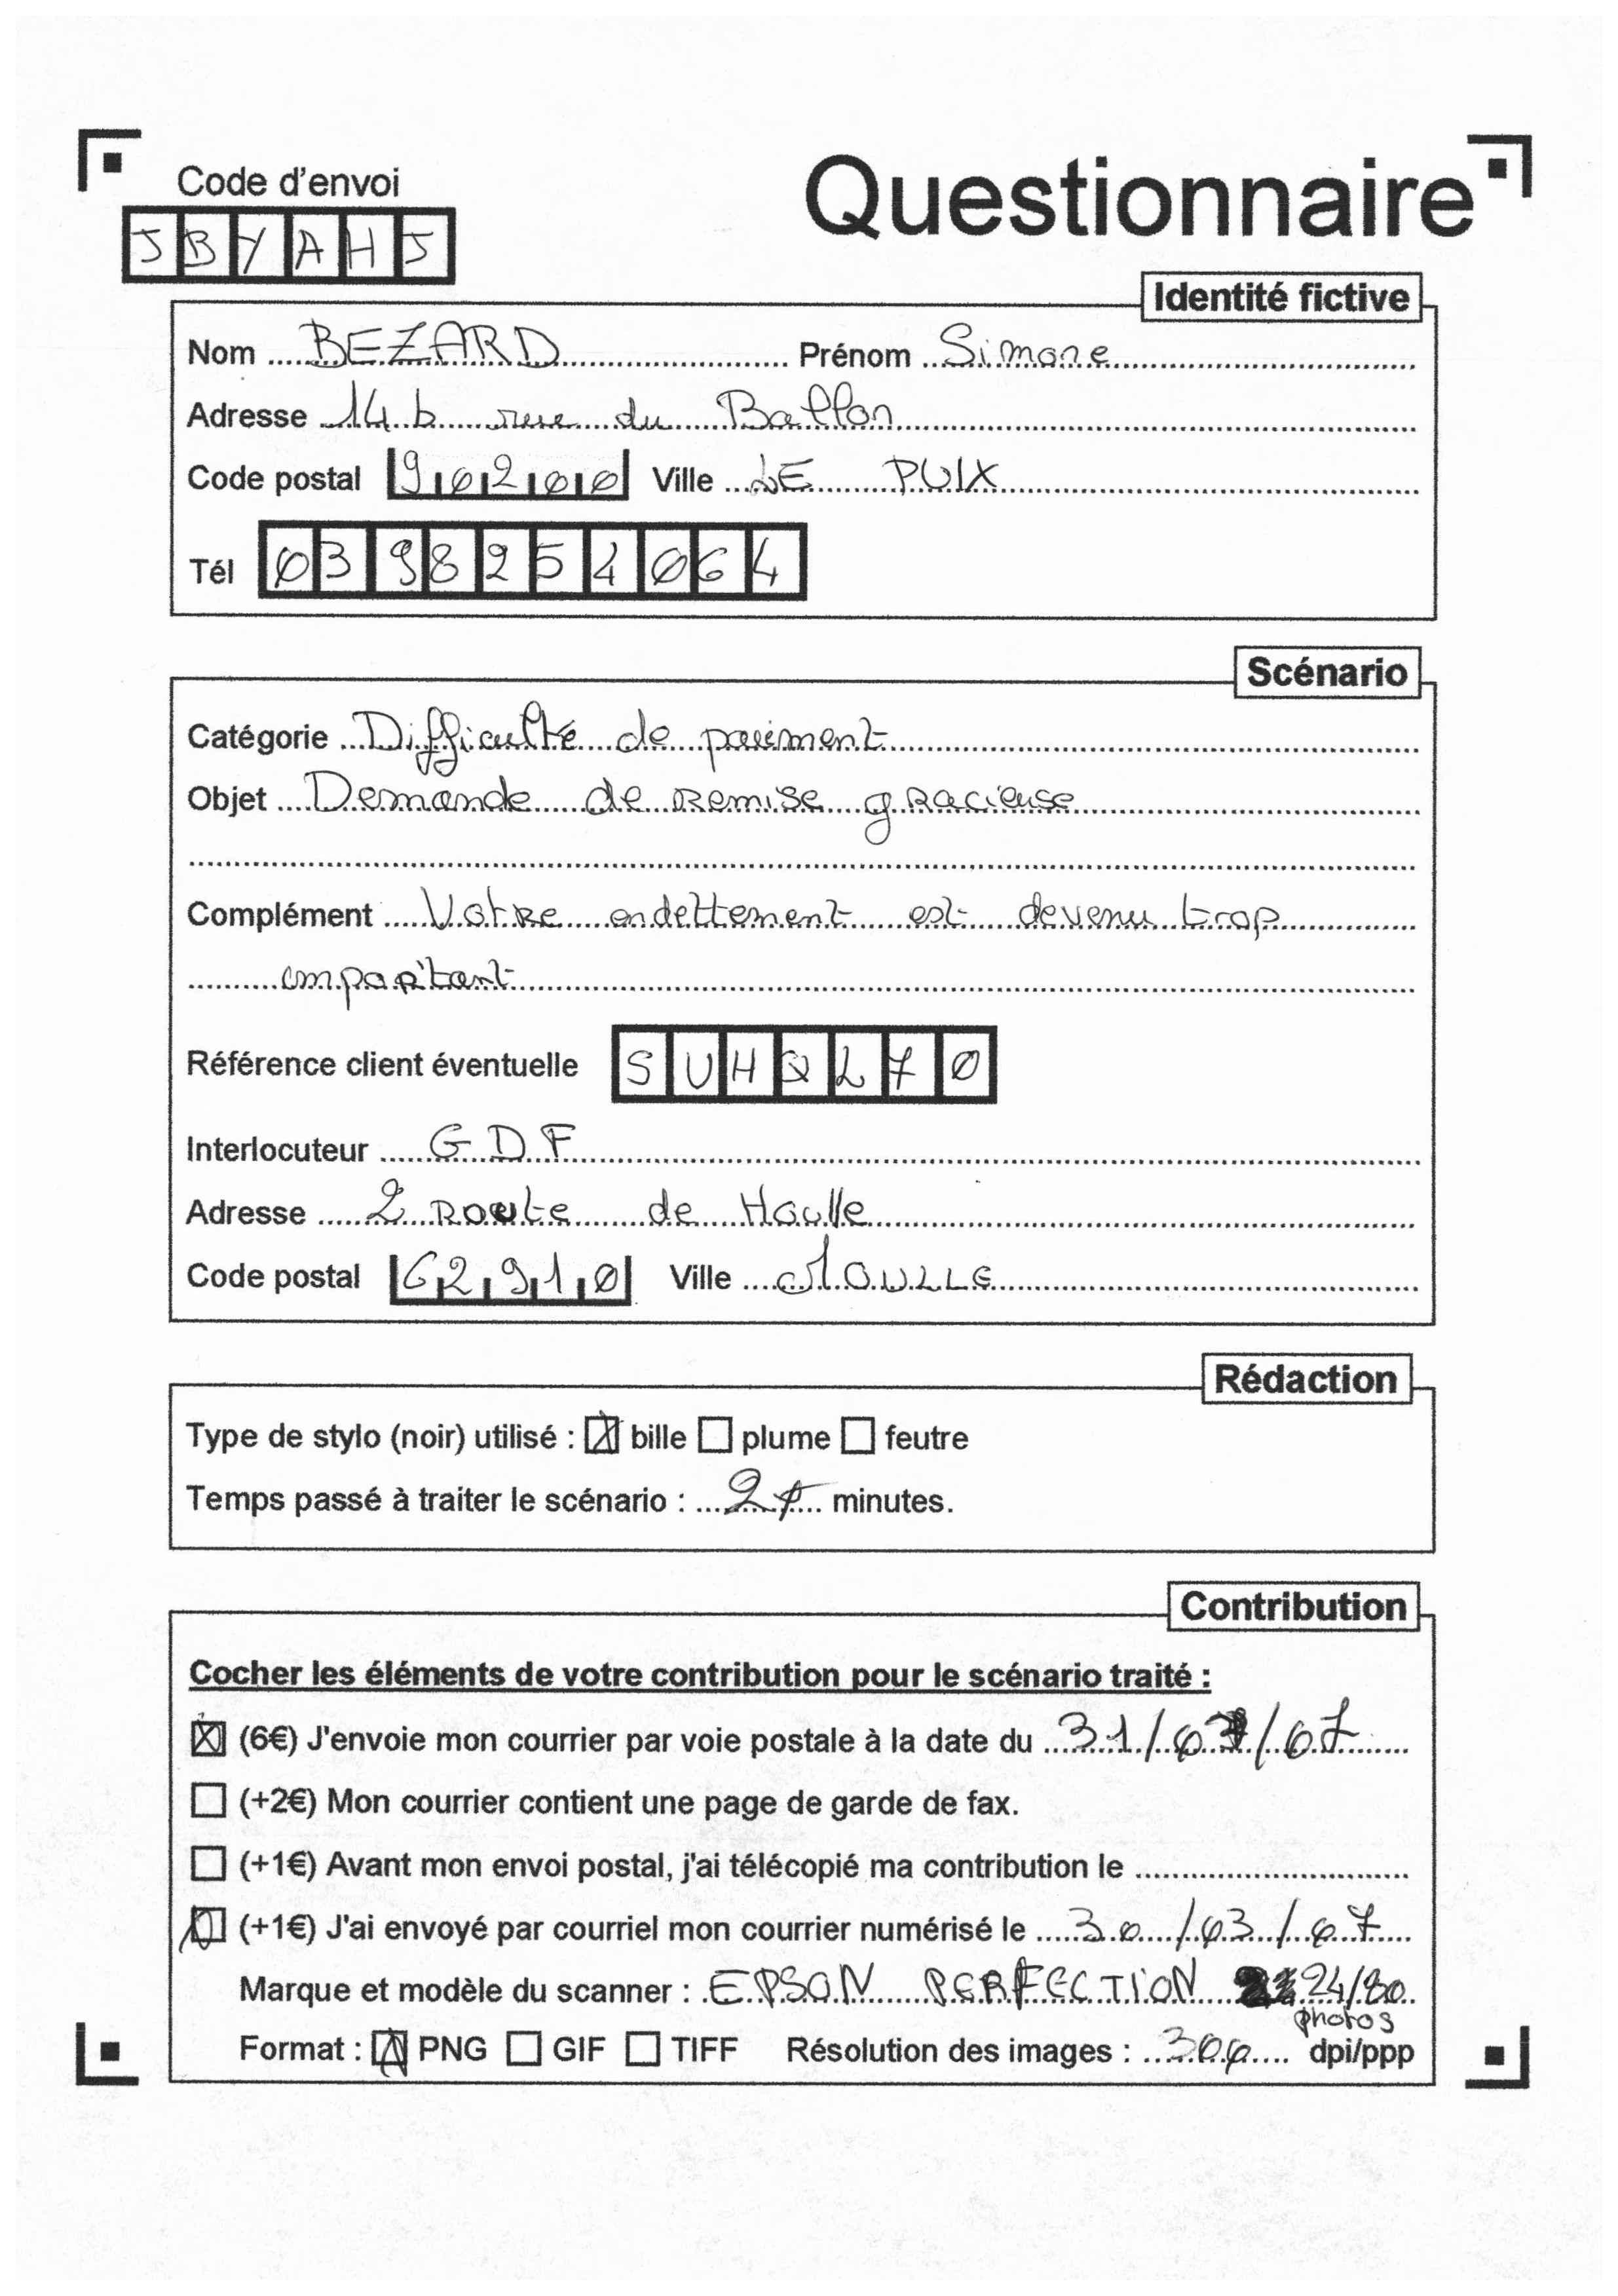 Code d'envoi
Questionnaire
JBYAHJ
Identité fictive
Nom BEZARD Prénom Simone
Adresse 14 b rue du Ballon
Code postal 90200 Ville LE PUIX
Tél 0398254064
Scénario
Catégorie Difficulté de paiement
Objet Demande de remise gracieuse
Complément Votre endettement est devenu trop
important
Référence client éventuelle SUHQL70
Interlocuteur GDF
Adresse 2 Route de Houlle
Code postal 62910 Ville MOULLE
Rédaction
Type de stylo (noir) utilisé : bille plume feutre
Temps passé à traiter le scénario : 27 minutes.
Contribution
Cocher les éléments de votre contribution pour le scénario traité :
(6€) J'envoie mon courrier par voie postale à la date du 31/03/07
(+2€) Mon courrier contient une page de garde de fax.
(+1€) Avant mon envoi postal, j'ai télécopié ma contribution le
(+1€) J'ai envoyé par courriel mon courrier numérisé le 30/03/07
Marque et modèle du scanner : EPSON PERFECTION 24/80
photos
Format : PNG GIF TIFF Résolution des images : 300 dpi/ppp